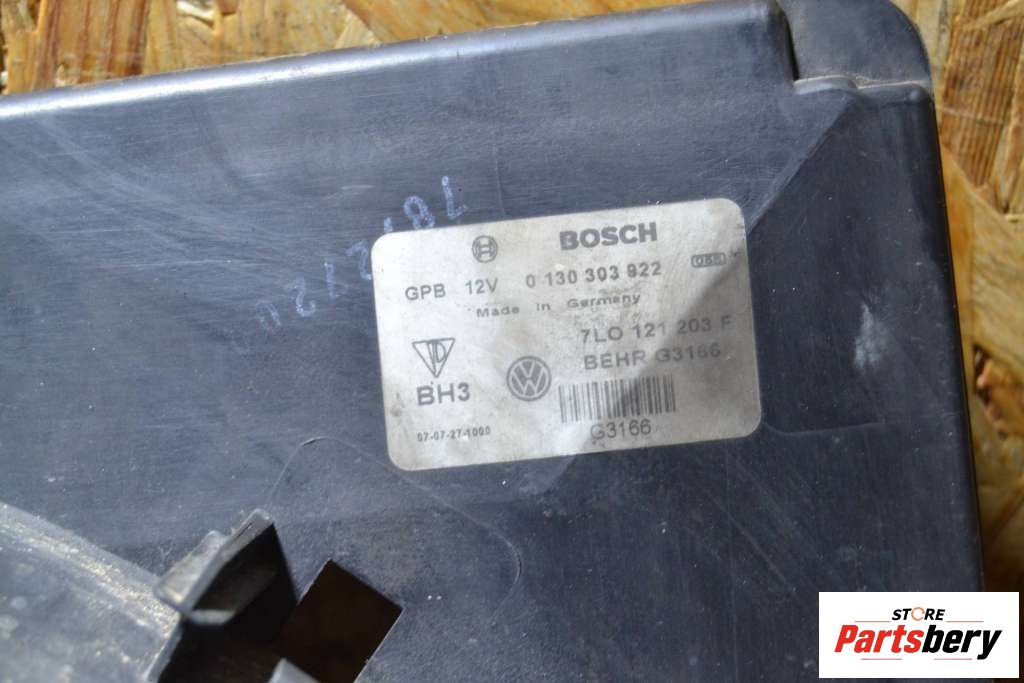 BOSCH
GPB 12V 0 130 303 922
Made in Germany
7L0 121 203 F
BEHR G3166
BH3
VW
07-07-27-1000
G3166
STORE
Partsbery